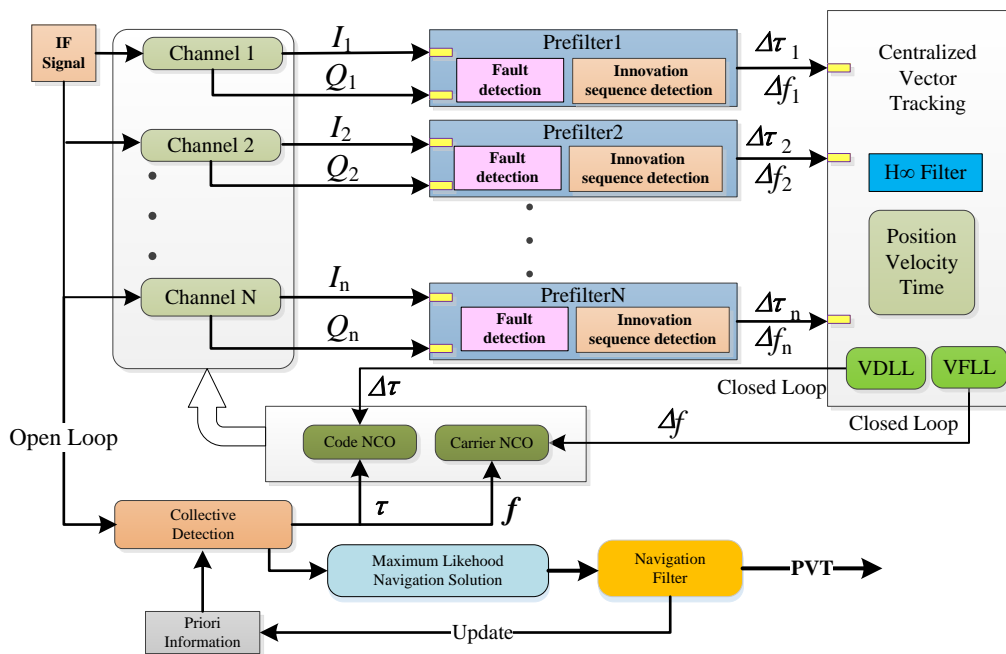 IF
Signal
Channel 1
I1
Q1
Prefilter1
Fault
detection
Innovation
sequence detection
Δτ 1
Δf1
Centralized
Vector
Tracking
Channel 2
I2
Q2
Prefilter2
Fault
detection
Innovation
sequence detection
Δτ 2
Δf2
H∞ Filter
Position
Velocity
Time
Channel N
In
Qn
PrefilterN
Fault
detection
Innovation
sequence detection
Δτ n
Δfn
VDLL
VFLL
Closed Loop
Closed Loop
Δτ
Δf
Open Loop
Code NCO
Carrier NCO
τ
f
Collective
Detection
Maximum Likehood
Navigation Solution
Navigation
Filter
PVT
Priori
Information
Update